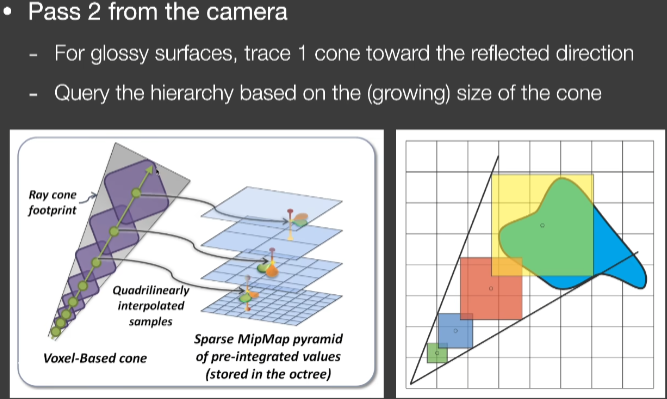 • Pass 2 from the camera
- For glossy surfaces, trace 1 cone toward the reflected direction
- Query the hierarchy based on the (growing) size of the cone
Ray cone
footprint
Quadrilinearly
interpolated
samples
Voxel-Based cone
Sparse MipMap pyramid
of pre-integrated values
(stored in the octree)